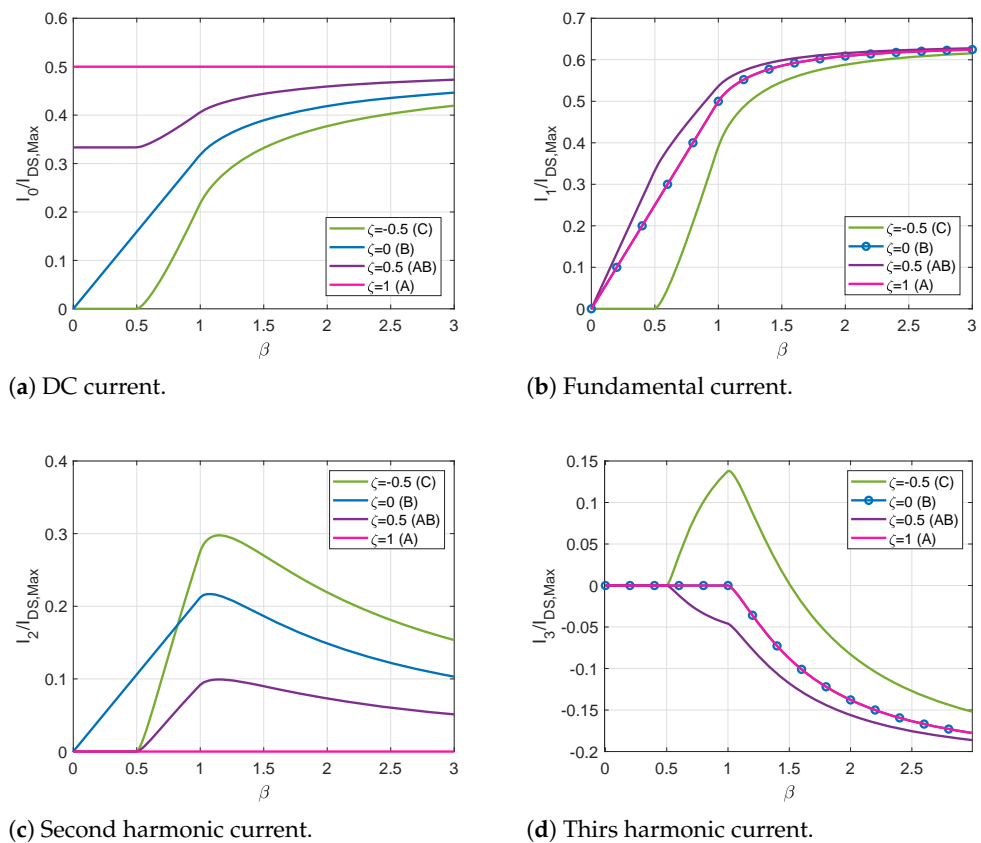 0.6
0.5
0.4
0.3
0.2
0.1
0
I0/IDS,Max
0 0.5 1 1.5 2 2.5 3
β
ζ=-0.5 (C)
ζ=0 (B)
ζ=0.5 (AB)
ζ=1 (A)
(a) DC current.
0.7
0.6
0.5
0.4
0.3
0.2
0.1
0
I1/IDS,Max
0 0.5 1 1.5 2 2.5 3
β
ζ=-0.5 (C)
ζ=0 (B)
ζ=0.5 (AB)
ζ=1 (A)
(b) Fundamental current.
0.4
0.3
0.2
0.1
0
I2/IDS,Max
0 0.5 1 1.5 2 2.5 3
β
ζ=-0.5 (C)
ζ=0 (B)
ζ=0.5 (AB)
ζ=1 (A)
(c) Second harmonic current.
0.15
0.1
0.05
0
-0.05
-0.1
-0.15
-0.2
I3/IDS,Max
0 0.5 1 1.5 2 2.5
β
ζ=-0.5 (C)
ζ=0 (B)
ζ=0.5 (AB)
ζ=1 (A)
(d) Thirs harmonic current.